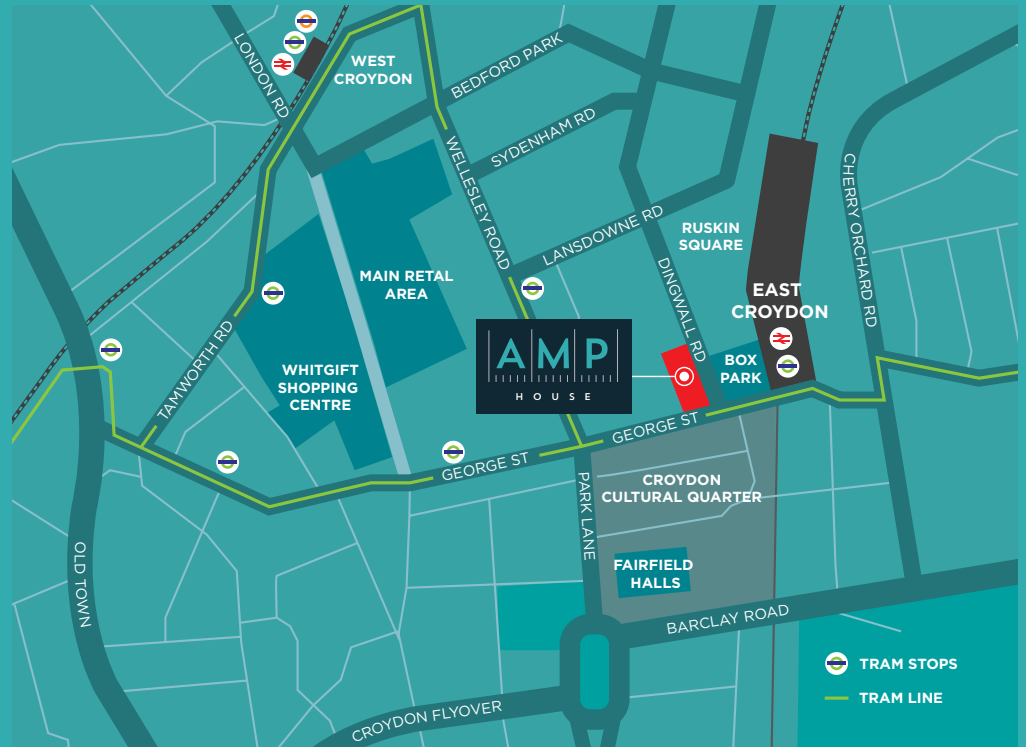 LONDON RD
WEST
CROYDON
BEDFORD PARK
SYDENHAM RD
WELLESLEY ROAD
LANSDOWNE RD
RUSKIN
SQUARE
CHERRY ORCHARD RD
MAIN RETAL
AREA
DINGWALL RD
EAST
CROYDON
TAMWORTH RD
WHITGIFT
SHOPPING
CENTRE
AMP
HOUSE
BOX
PARK
GEORGE ST
GEORGE ST
PARK LANE
CROYDON
CULTURAL QUARTER
OLD TOWN
FAIRFIELD
HALLS
BARCLAY ROAD
CROYDON FLYOVER
TRAM STOPS
TRAM LINE